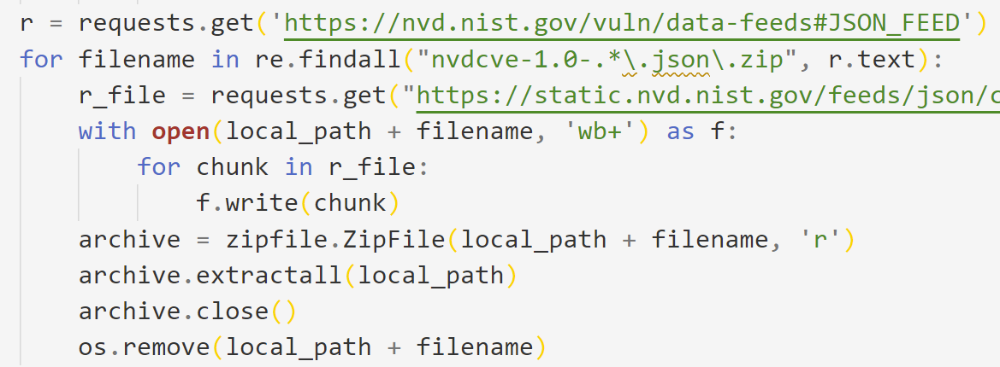 r = requests.get('https://nvd.nist.gov/vuln/data-feeds#JSON_FEED')
for filename in re.findall("nvdcve-1.0-.*\.json\.zip", r.text):
    r_file = requests.get("https://static.nvd.nist.gov/feeds/json/c
    with open(local_path + filename, 'wb+') as f:
        for chunk in r_file:
            f.write(chunk)
    archive = zipfile.ZipFile(local_path + filename, 'r')
    archive.extractall(local_path)
    archive.close()
    os.remove(local_path + filename)